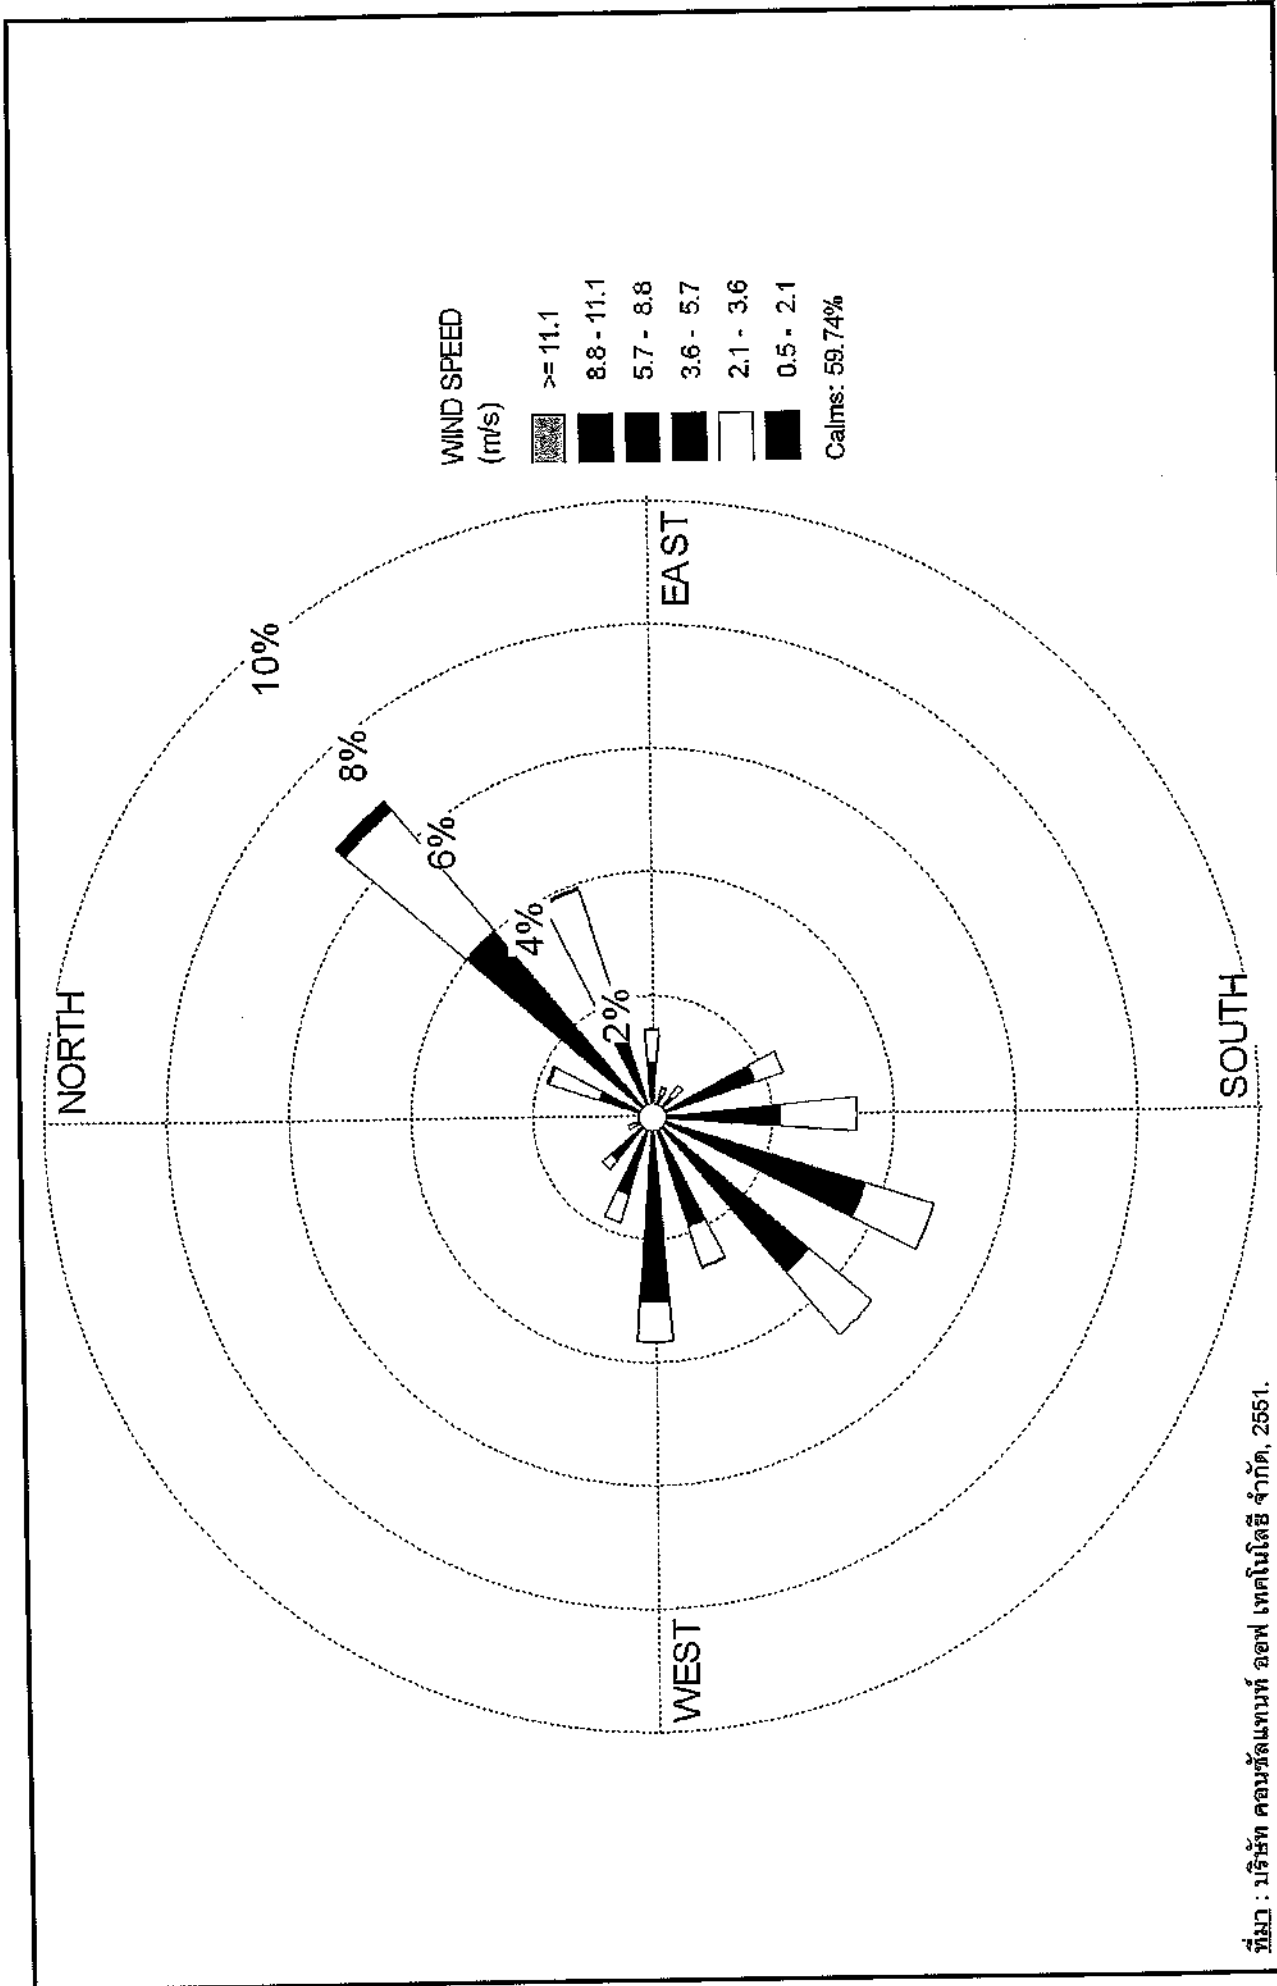 NORTH
10%
8%
6%
4%
2%
WEST
EAST
SOUTH
WIND SPEED
(m/s)
>= 11.1
8.8 - 11.1
5.7 - 8.8
3.6 - 5.7
2.1 - 3.6
0.5 - 2.1
Calms: 59.74%
ที่มา : บริษัท คอนซัลแทนท์ ออฟ เทคโนโลยี จำกัด, 2551.